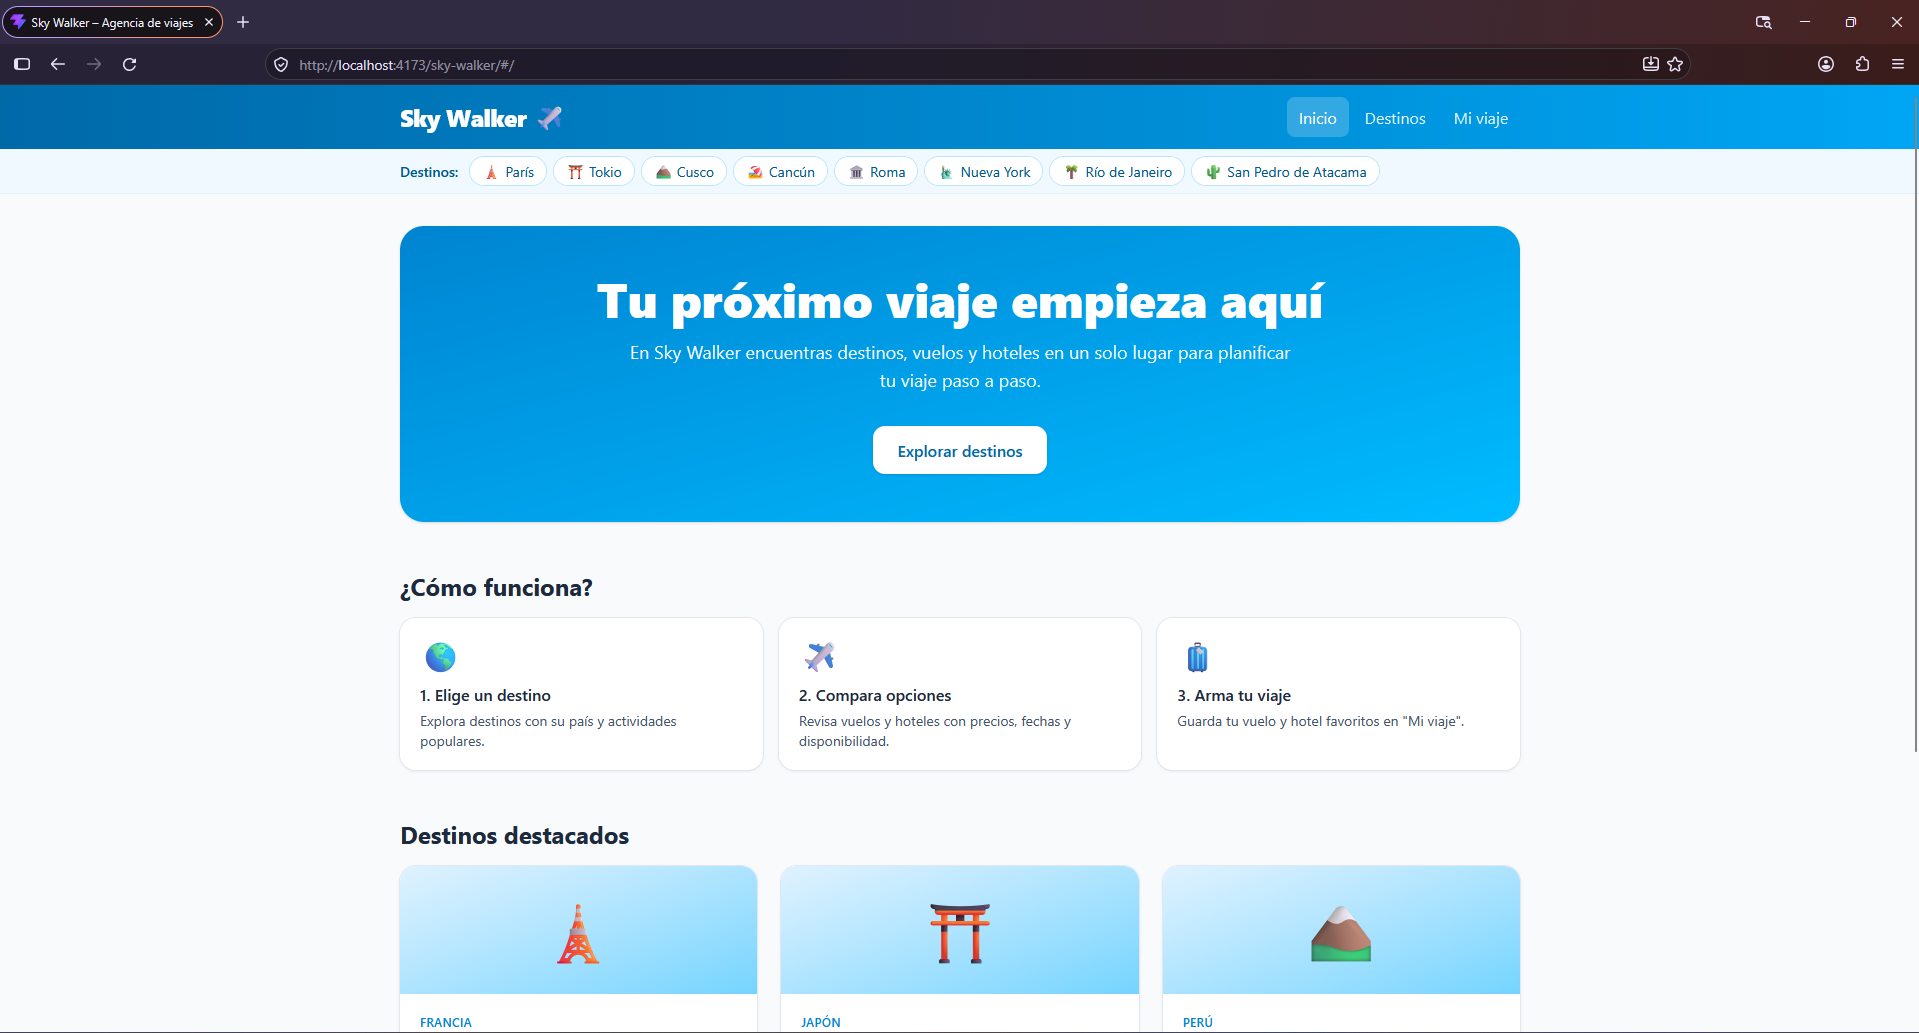 Sky Walker – Agencia de viajes
http://localhost:4173/sky-walker/#/
Sky Walker
Inicio
Destinos
Mi viaje
Destinos:
París
Tokio
Cusco
Cancún
Roma
Nueva York
Río de Janeiro
San Pedro de Atacama
Tu próximo viaje empieza aquí
En Sky Walker encuentras destinos, vuelos y hoteles en un solo lugar para planificar
tu viaje paso a paso.
Explorar destinos
¿Cómo funciona?
1. Elige un destino
Explora destinos con su país y actividades
populares.
2. Compara opciones
Revisa vuelos y hoteles con precios, fechas y
disponibilidad.
3. Arma tu viaje
Guarda tu vuelo y hotel favoritos en "Mi viaje".
Destinos destacados
FRANCIA
JAPÓN
PERÚ